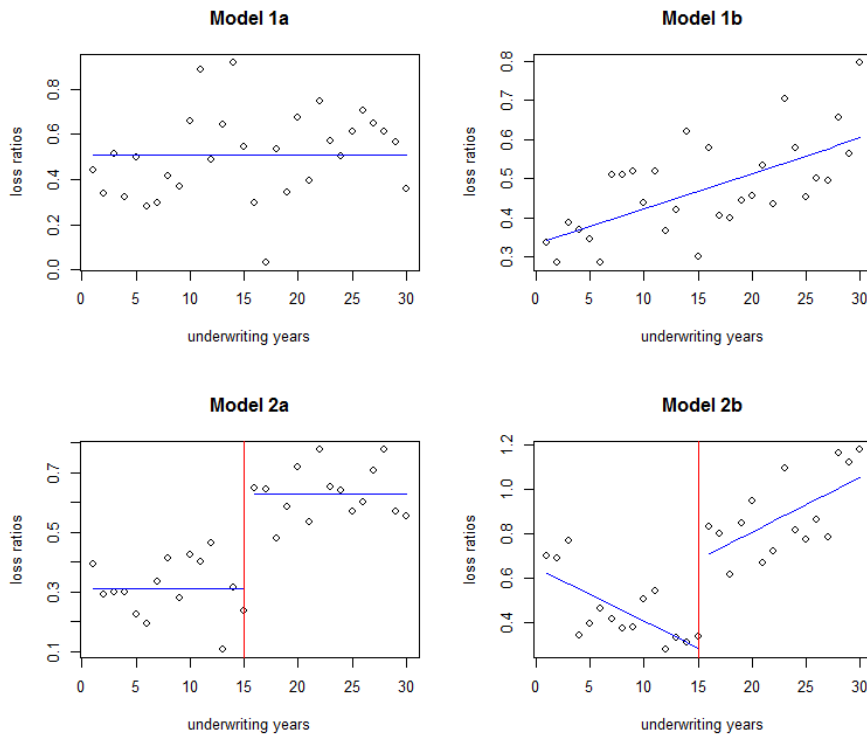 Model 1a
0.0 0.2 0.4 0.6 0.8
loss ratios
0 5 10 15 20 25 30
underwriting years
Model 1b
0.3 0.4 0.5 0.6 0.7 0.8
loss ratios
0 5 10 15 20 25 30
underwriting years
Model 2a
0.1 0.3 0.5 0.7
loss ratios
0 5 10 15 20 25 30
underwriting years
Model 2b
0.4 0.6 0.8 1.0 1.2
loss ratios
0 5 10 15 20 25 30
underwriting years